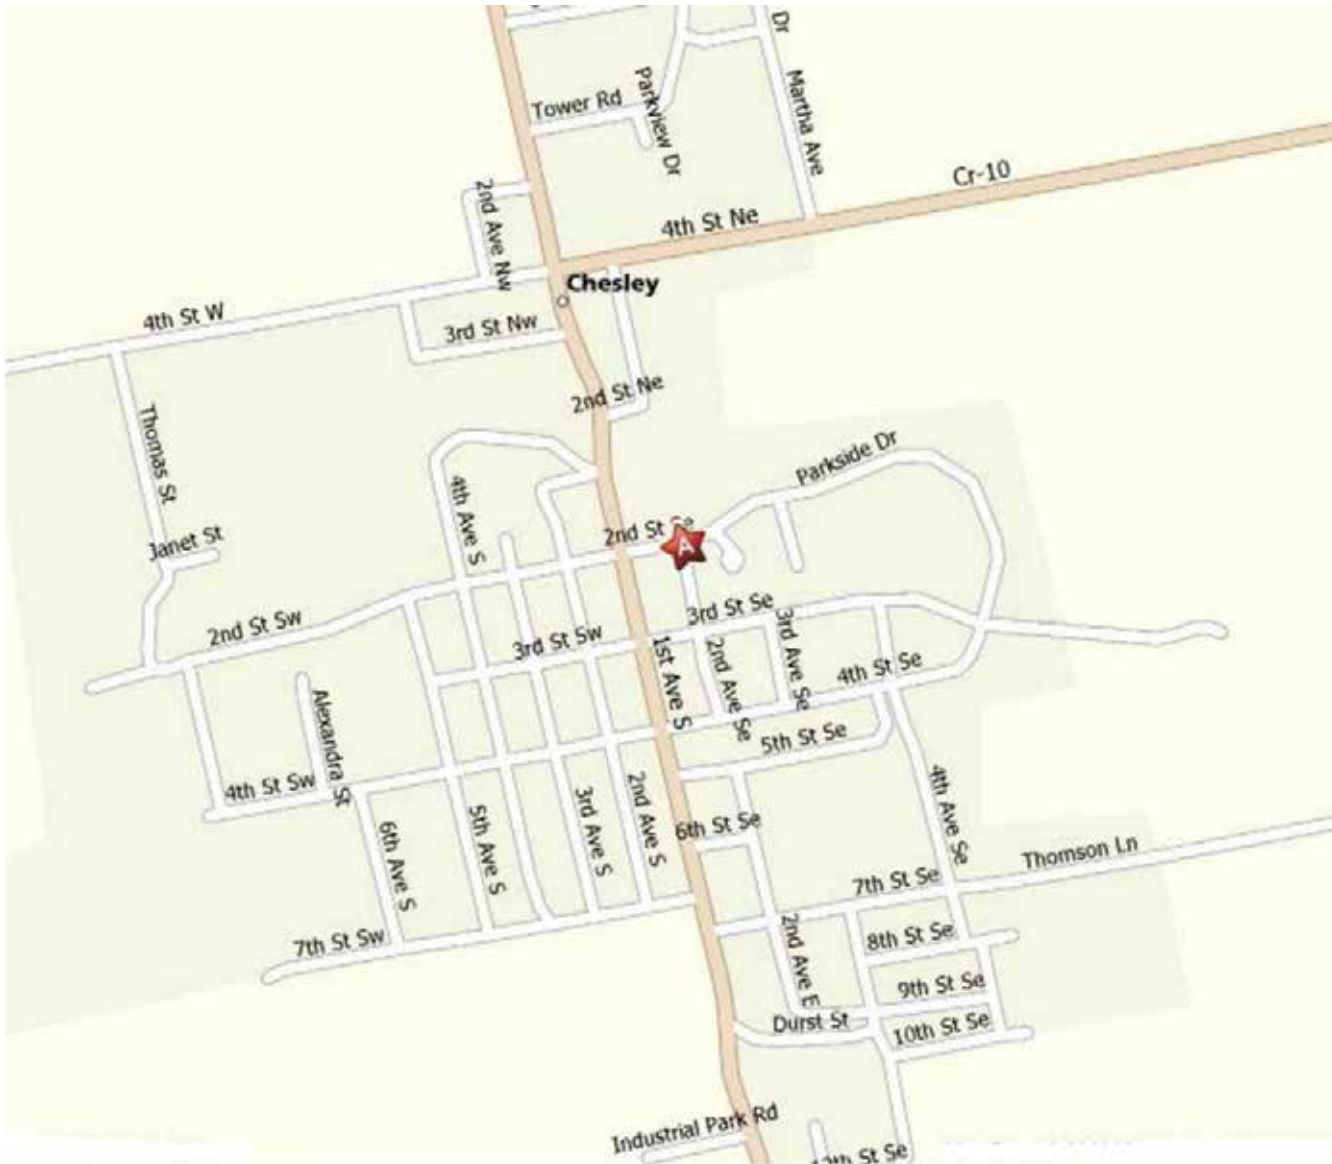 Dr
Martha Ave
Tower Rd
Parkview Dr
Cr-10
4th St Ne
2nd Ave Nw
Chesley
4th St W
3rd St Nw
2nd St Ne
Thomas St
4th Ave S
Parkside Dr
2nd St Se
A
Janet St
2nd St Sw
3rd St Sw
3rd St Se
1st Ave S
2nd Ave Se
3rd Ave Se
4th St Se
5th St Se
Alexandra St
4th St Sw
6th Ave S
5th Ave S
3rd Ave S
2nd Ave S
6th St Se
4th Ave Se
Thomson Ln
7th St Se
7th St Sw
8th St Se
2nd Ave E
9th St Se
Durst St
10th St Se
Industrial Park Rd
12th St Se